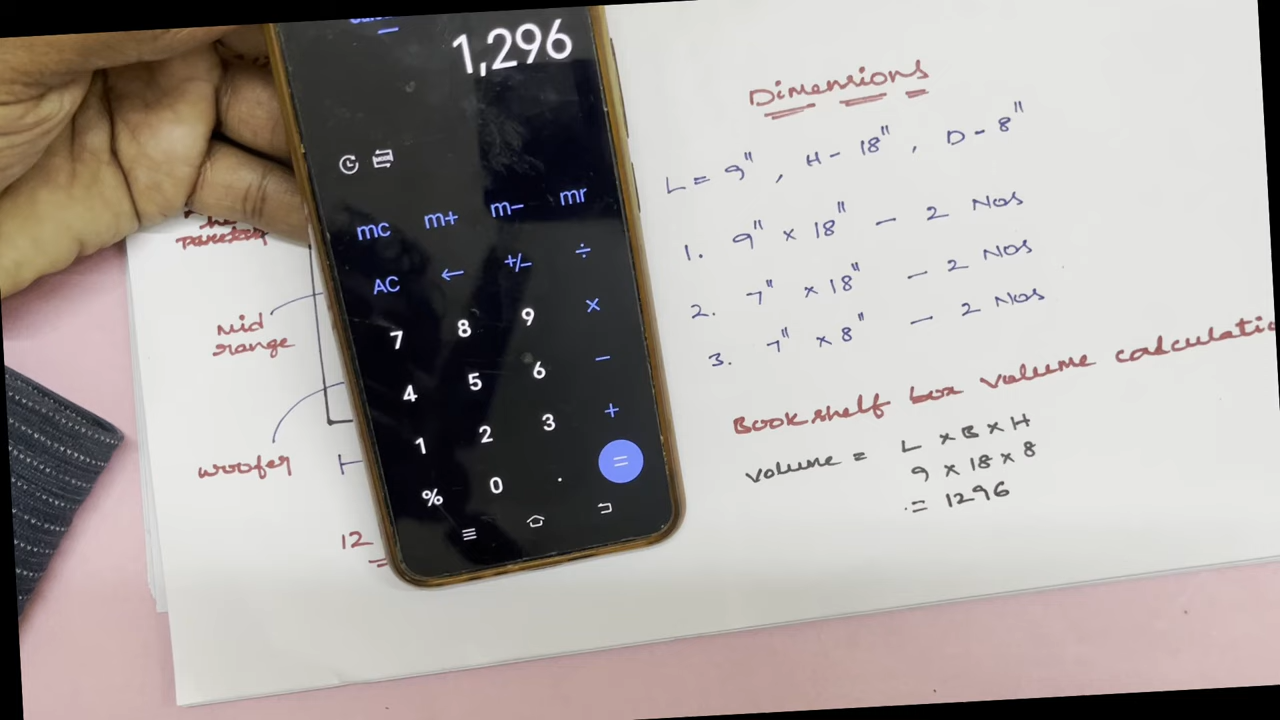 1,296
mc m+ m- mr
AC ← +/- ÷
7 8 9 ×
4 5 6 −
1 2 3 +
% 0 . =
mid
range
woofer
12
Dimensions
L = 9", H - 18", D - 8"
1. 9" x 18" - 2 Nos
2. 7" x 18" - 2 Nos
3. 7" x 8" - 2 Nos
Bookshelf box volume calculatio
volume = L x B x H
9 x 18 x 8
= 1296